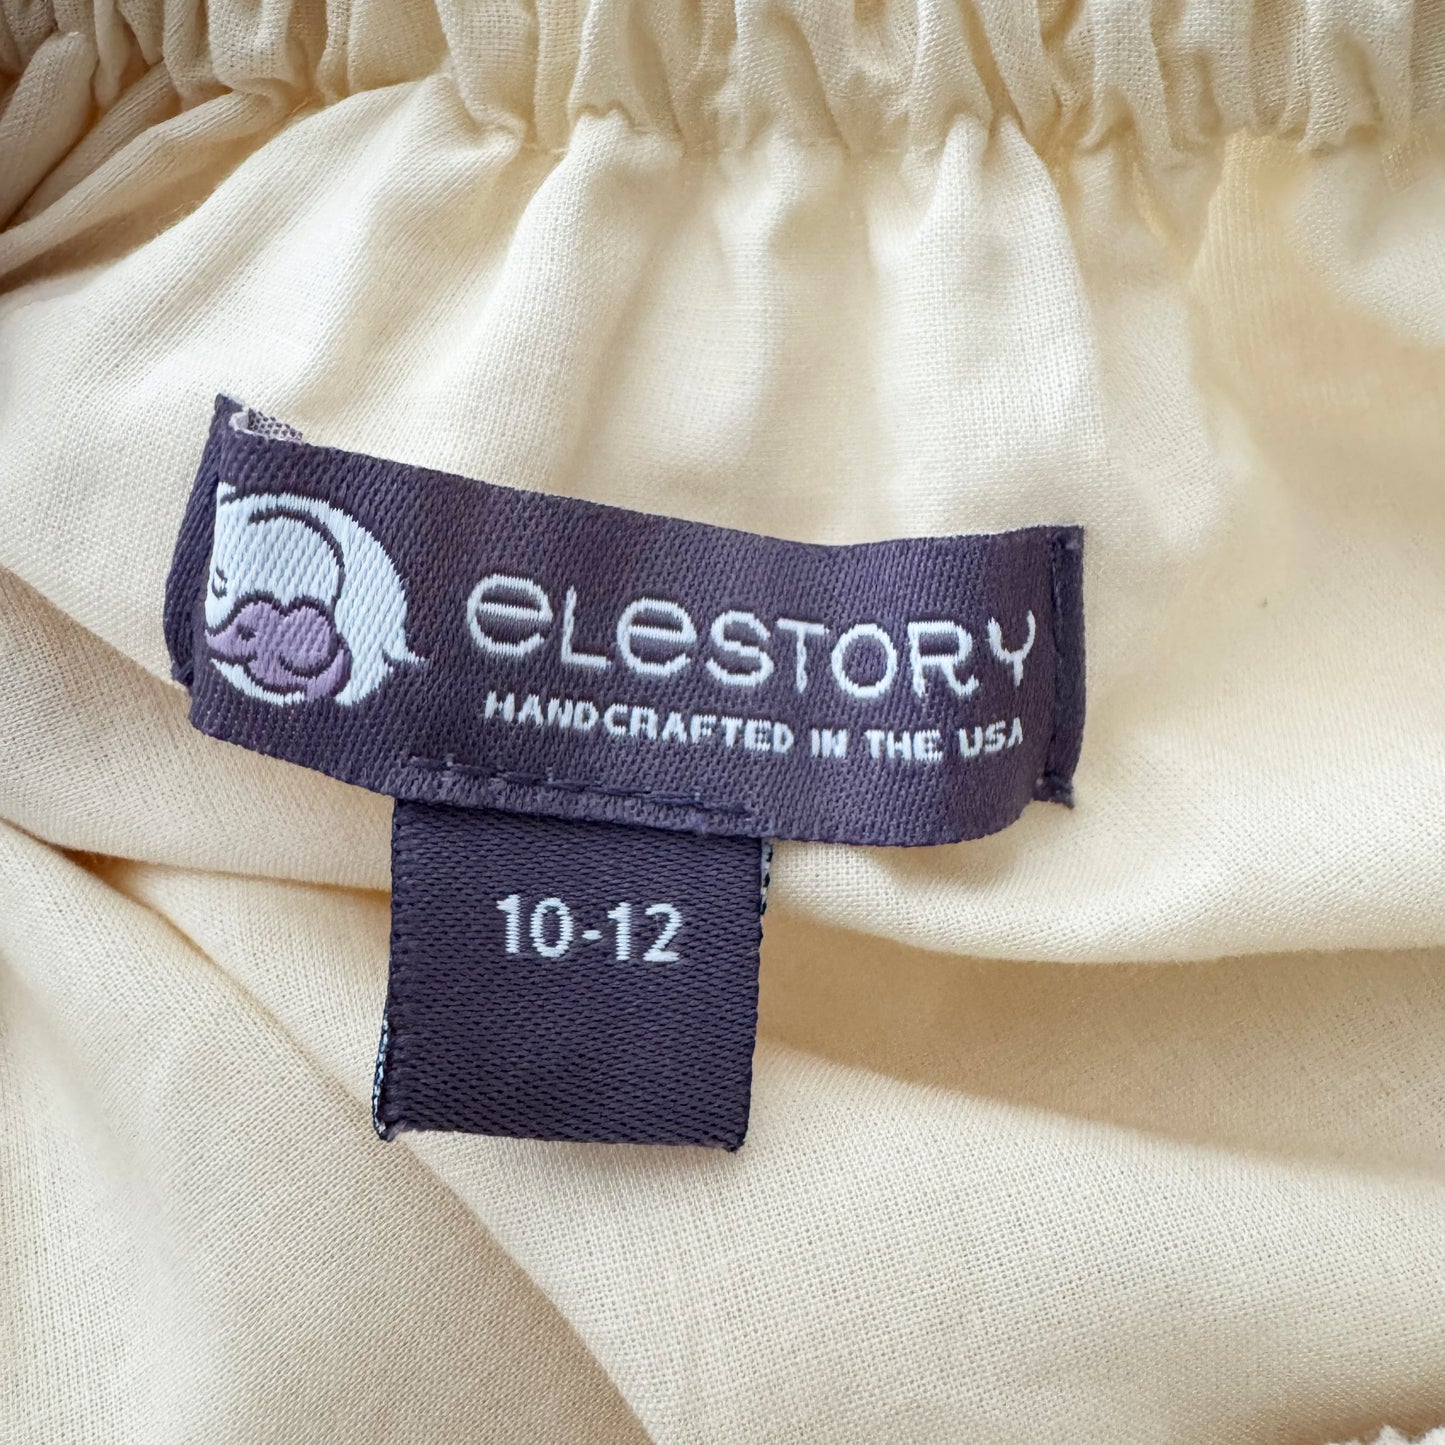 eLeSTORY
HANDCRAFTED IN THE USA
10-12